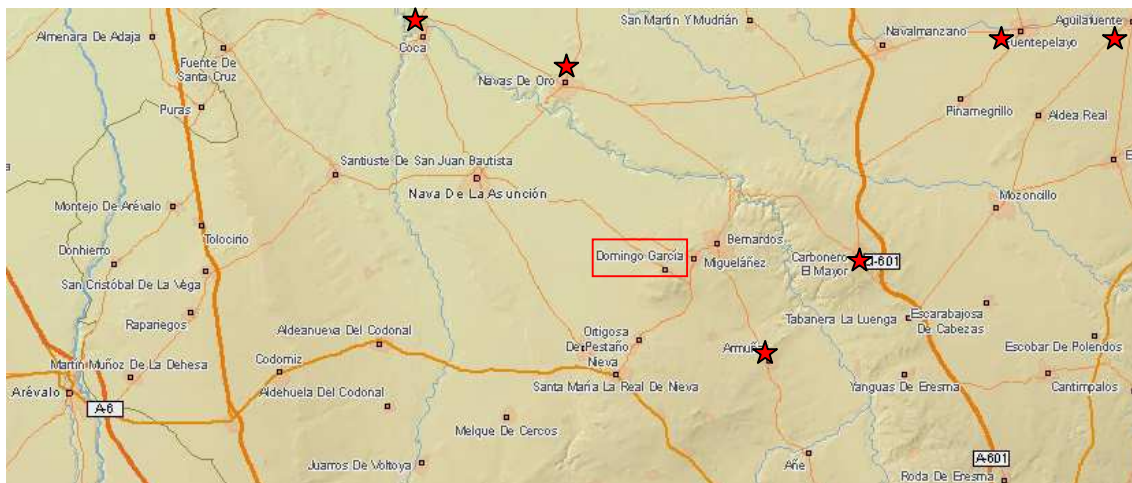 San Martín Y Mudrián
Aguilafuente
Almenara De Adaja
Coca
Navalmanzano
Fuentepelayo
Fuente De
Santa Cruz
Navas De Oro
Puras
Pinarnegrillo
Aldea Real
Santiuste De San Juan Bautista
Nava De La Asunción
Mozoncillo
Montejo De Arévalo
Tolocirio
Donhierro
Bernardos
Domingo García
Migueláñez
Carbonero
El Mayor
-601
San Cristóbal De La Vega
Rapariegos
Aldeanueva Del Codonal
Ortigosa
De Pestaño
Tabanera La Luenga
Escarabajosa
De Cabezas
Armuña
Escobar De Polendos
Martín Muñoz De La Dehesa
Codorniz
Nieva
Arévalo
Aldehuela Del Codonal
Santa María La Real De Nieva
Yanguas De Eresma
Cantimpalos
A-6
Melque De Cercos
Juarros De Voltoya
Añe
A-601
Roda De Eresma